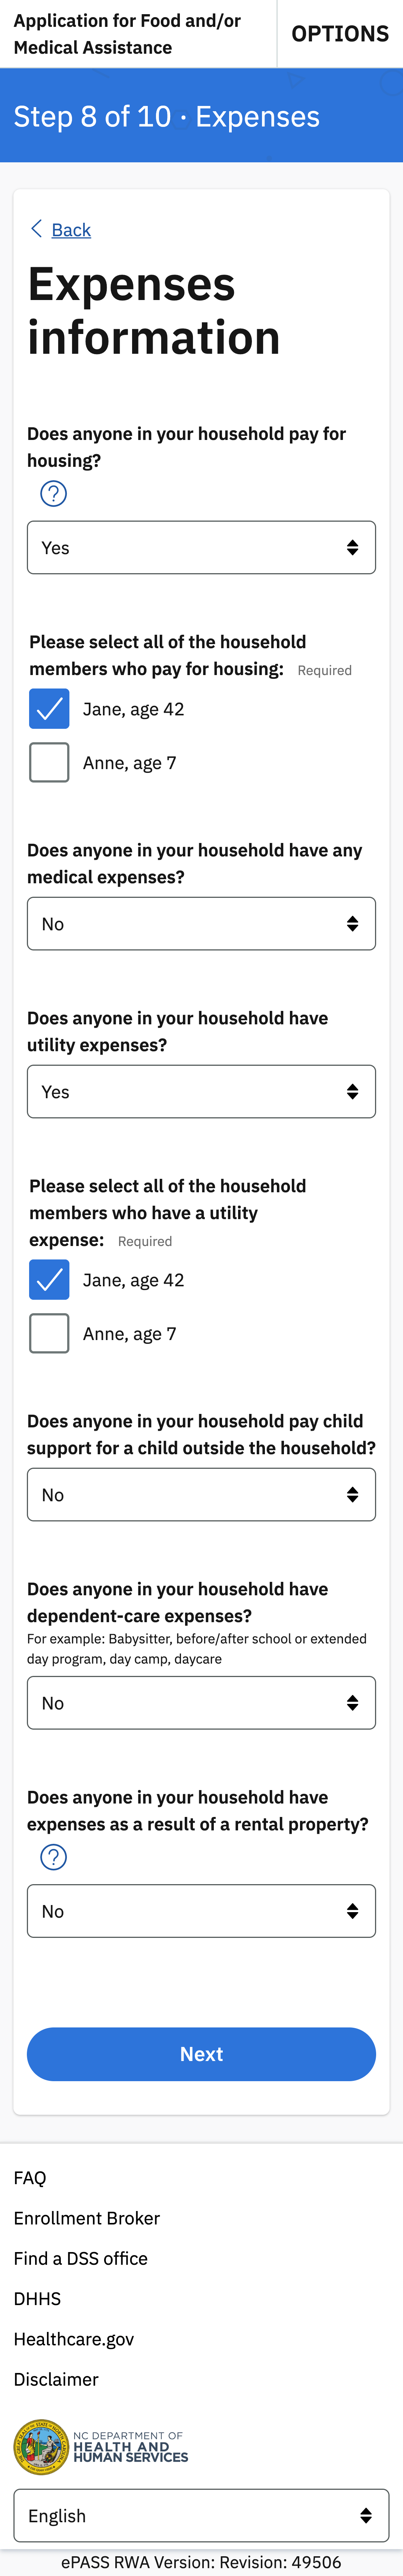 Application for Food and/or
Medical Assistance
OPTIONS
Step 8 of 10 · Expenses
Back
Expenses
information
Does anyone in your household pay for
housing?
?
Yes
Please select all of the household
members who pay for housing: Required
Jane, age 42
Anne, age 7
Does anyone in your household have any
medical expenses?
No
Does anyone in your household have
utility expenses?
Yes
Please select all of the household
members who have a utility
expense: Required
Jane, age 42
Anne, age 7
Does anyone in your household pay child
support for a child outside the household?
No
Does anyone in your household have
dependent-care expenses?
For example: Babysitter, before/after school or extended
day program, day camp, daycare
No
Does anyone in your household have
expenses as a result of a rental property?
?
No
Next
FAQ
Enrollment Broker
Find a DSS office
DHHS
Healthcare.gov
Disclaimer
NC DEPARTMENT OF
HEALTH AND
HUMAN SERVICES
English
ePASS RWA Version: Revision: 49506